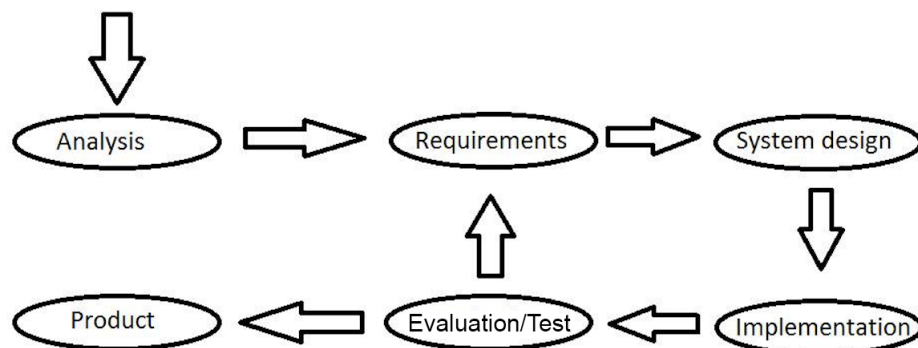 Analysis
Requirements
System design
Product
Evaluation/Test
Implementation